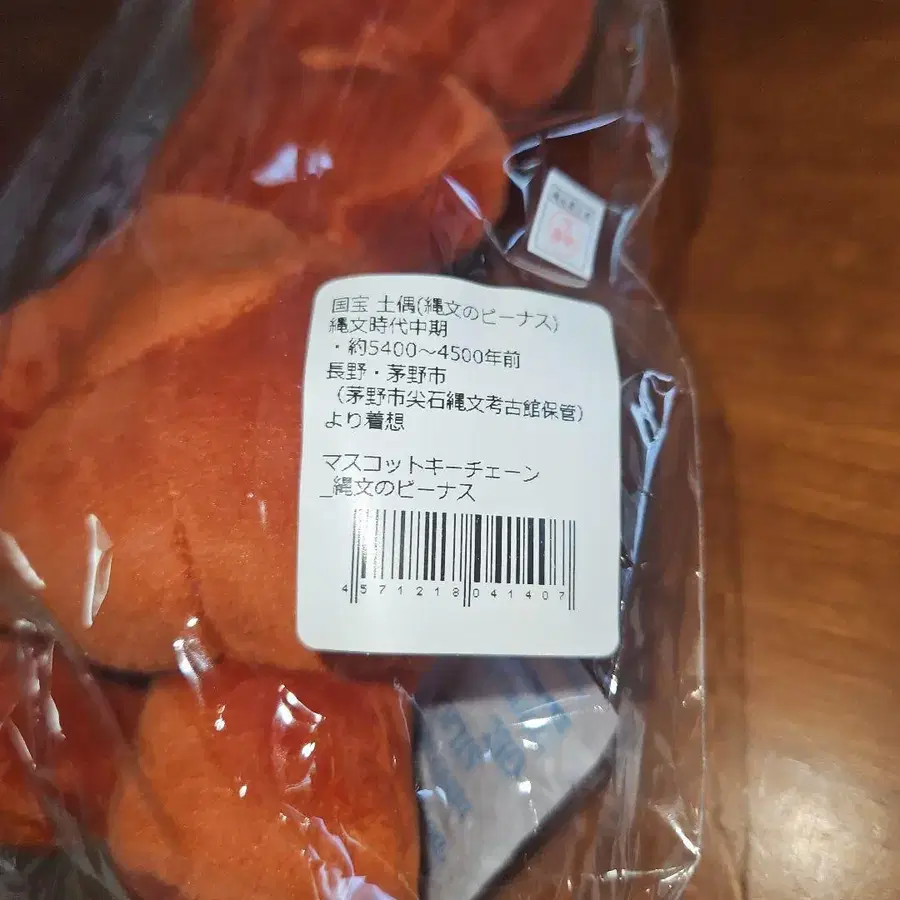 国宝 土偶(縄文のビーナス)
縄文時代中期
・約5400～4500年前
長野・茅野市
（茅野市尖石縄文考古館保管）
より着想
マスコットキーチェーン
_縄文のビーナス
4571218041407